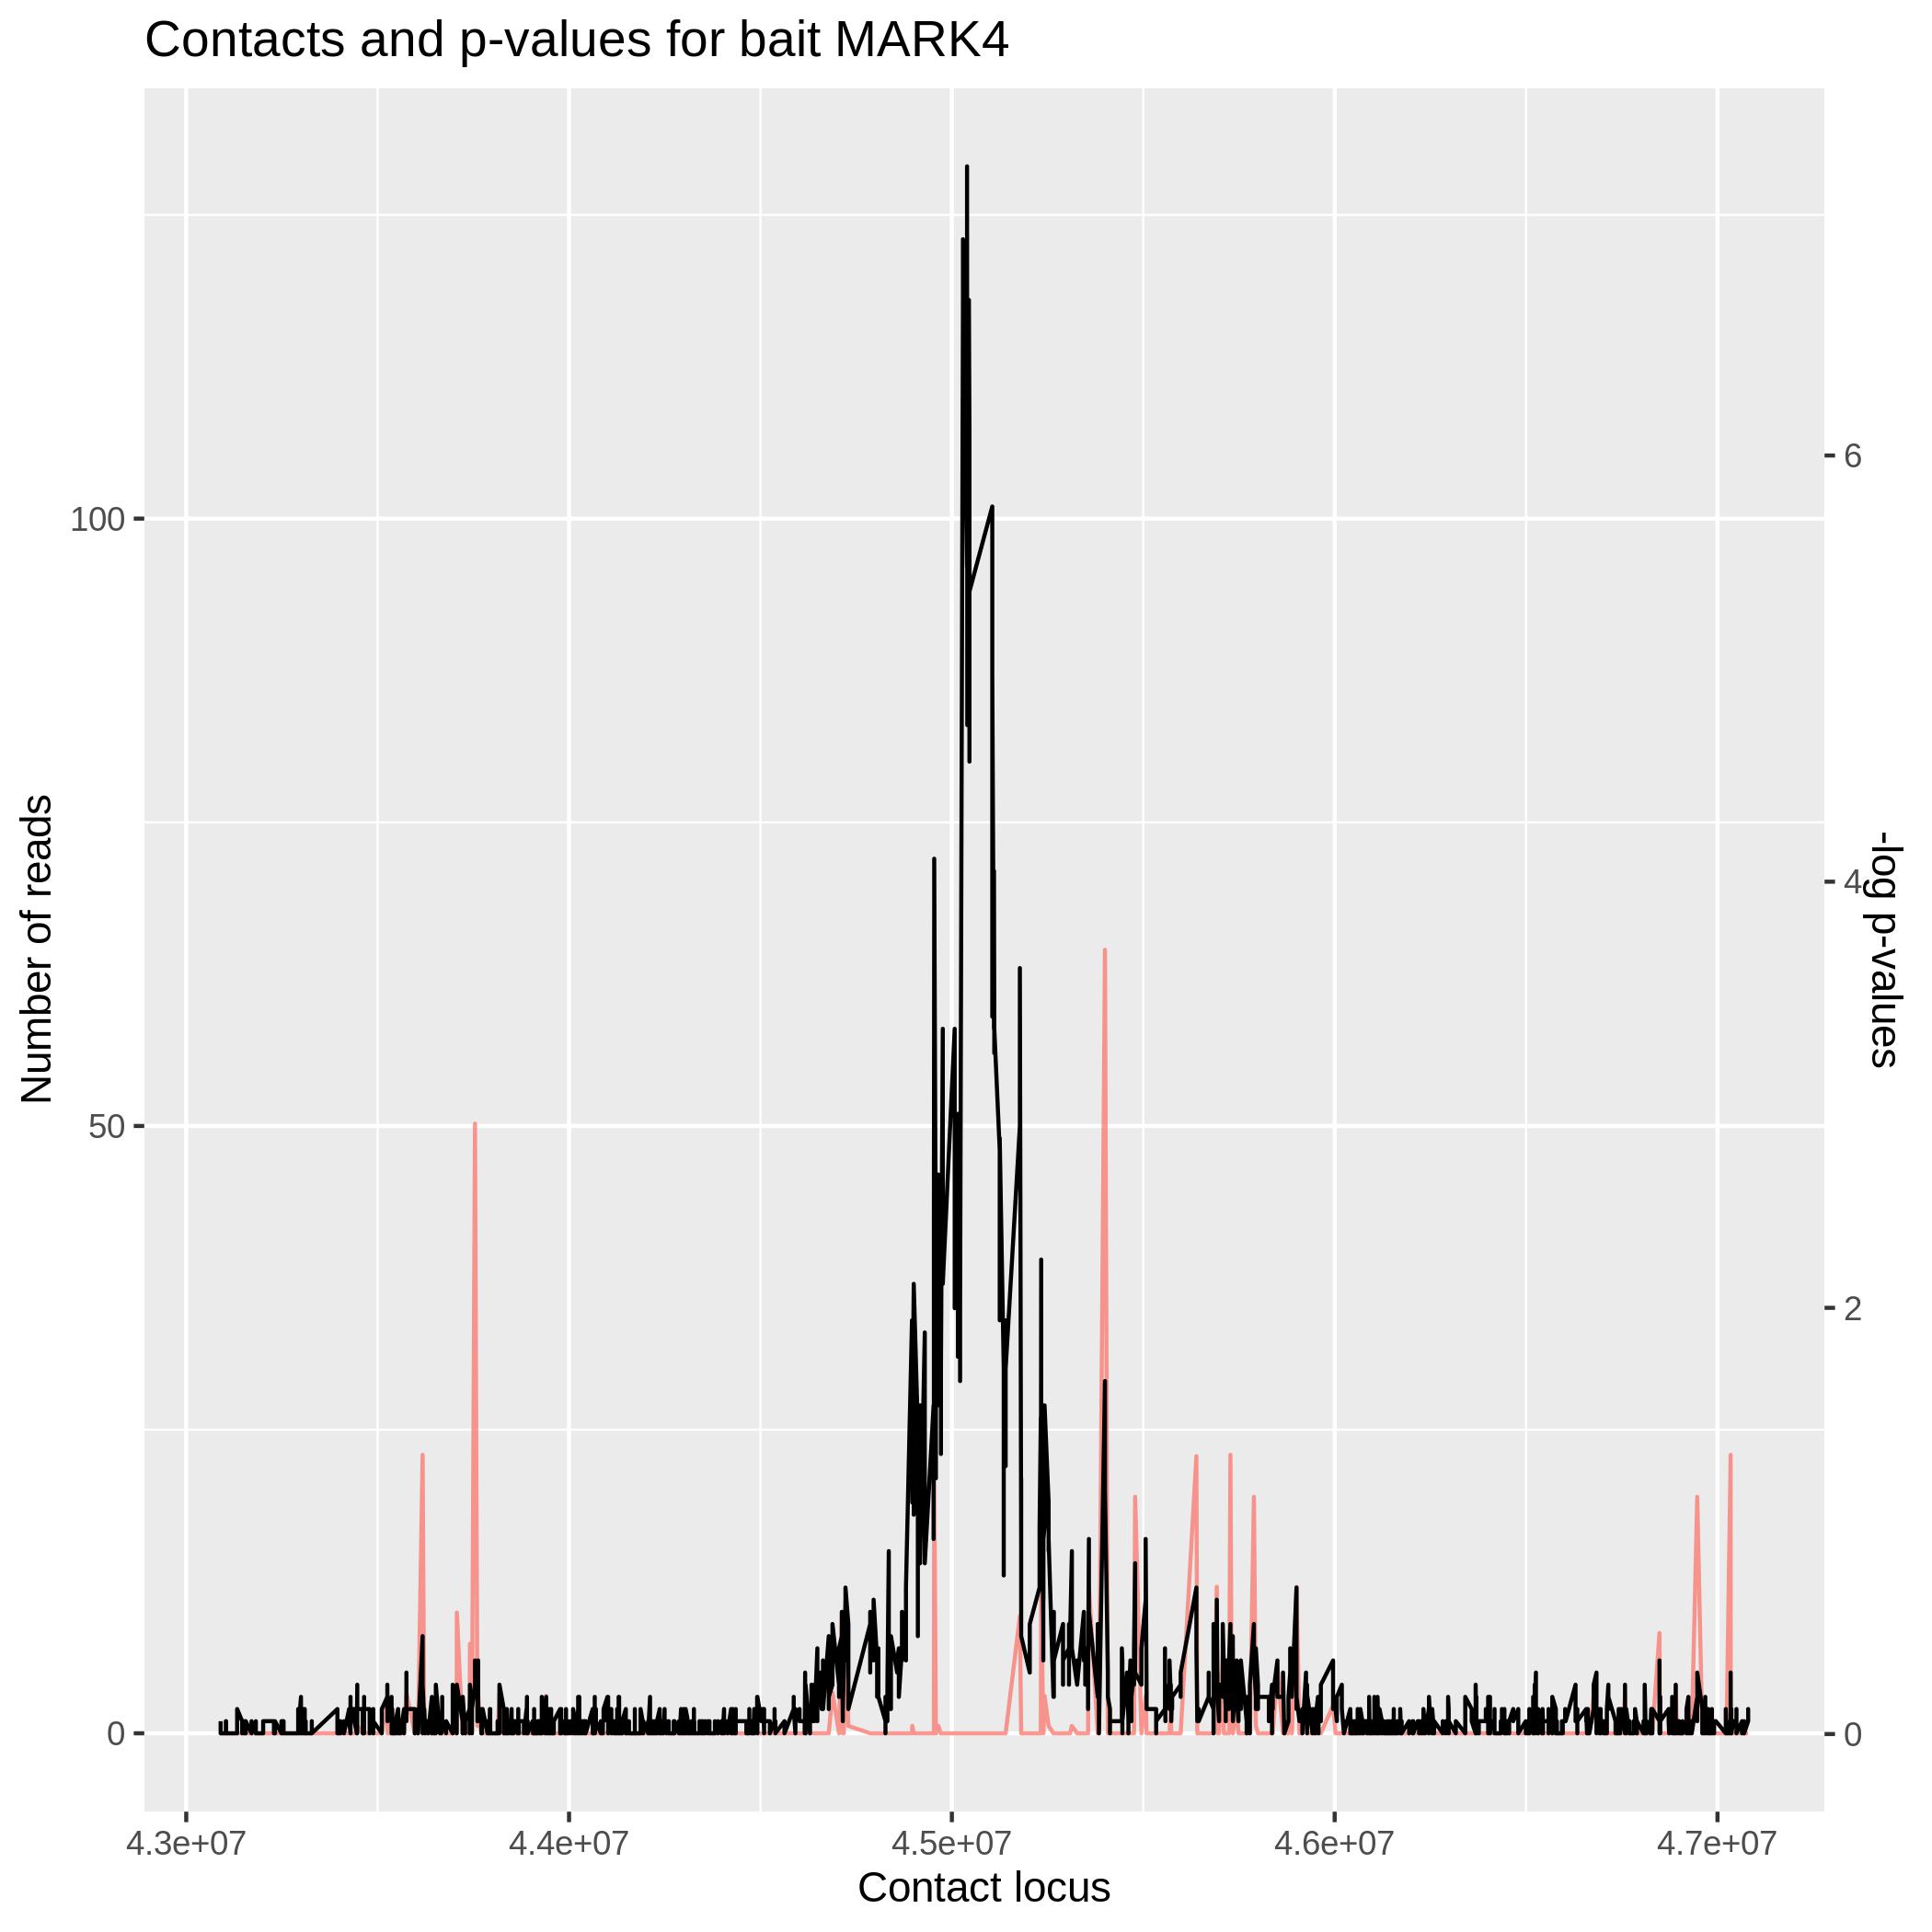 Contacts and p-values for bait MARK4
Number of reads
100
50
0
6
4
2
0
-log p-values
4.3e+07
4.4e+07
4.5e+07
4.6e+07
4.7e+07
Contact locus